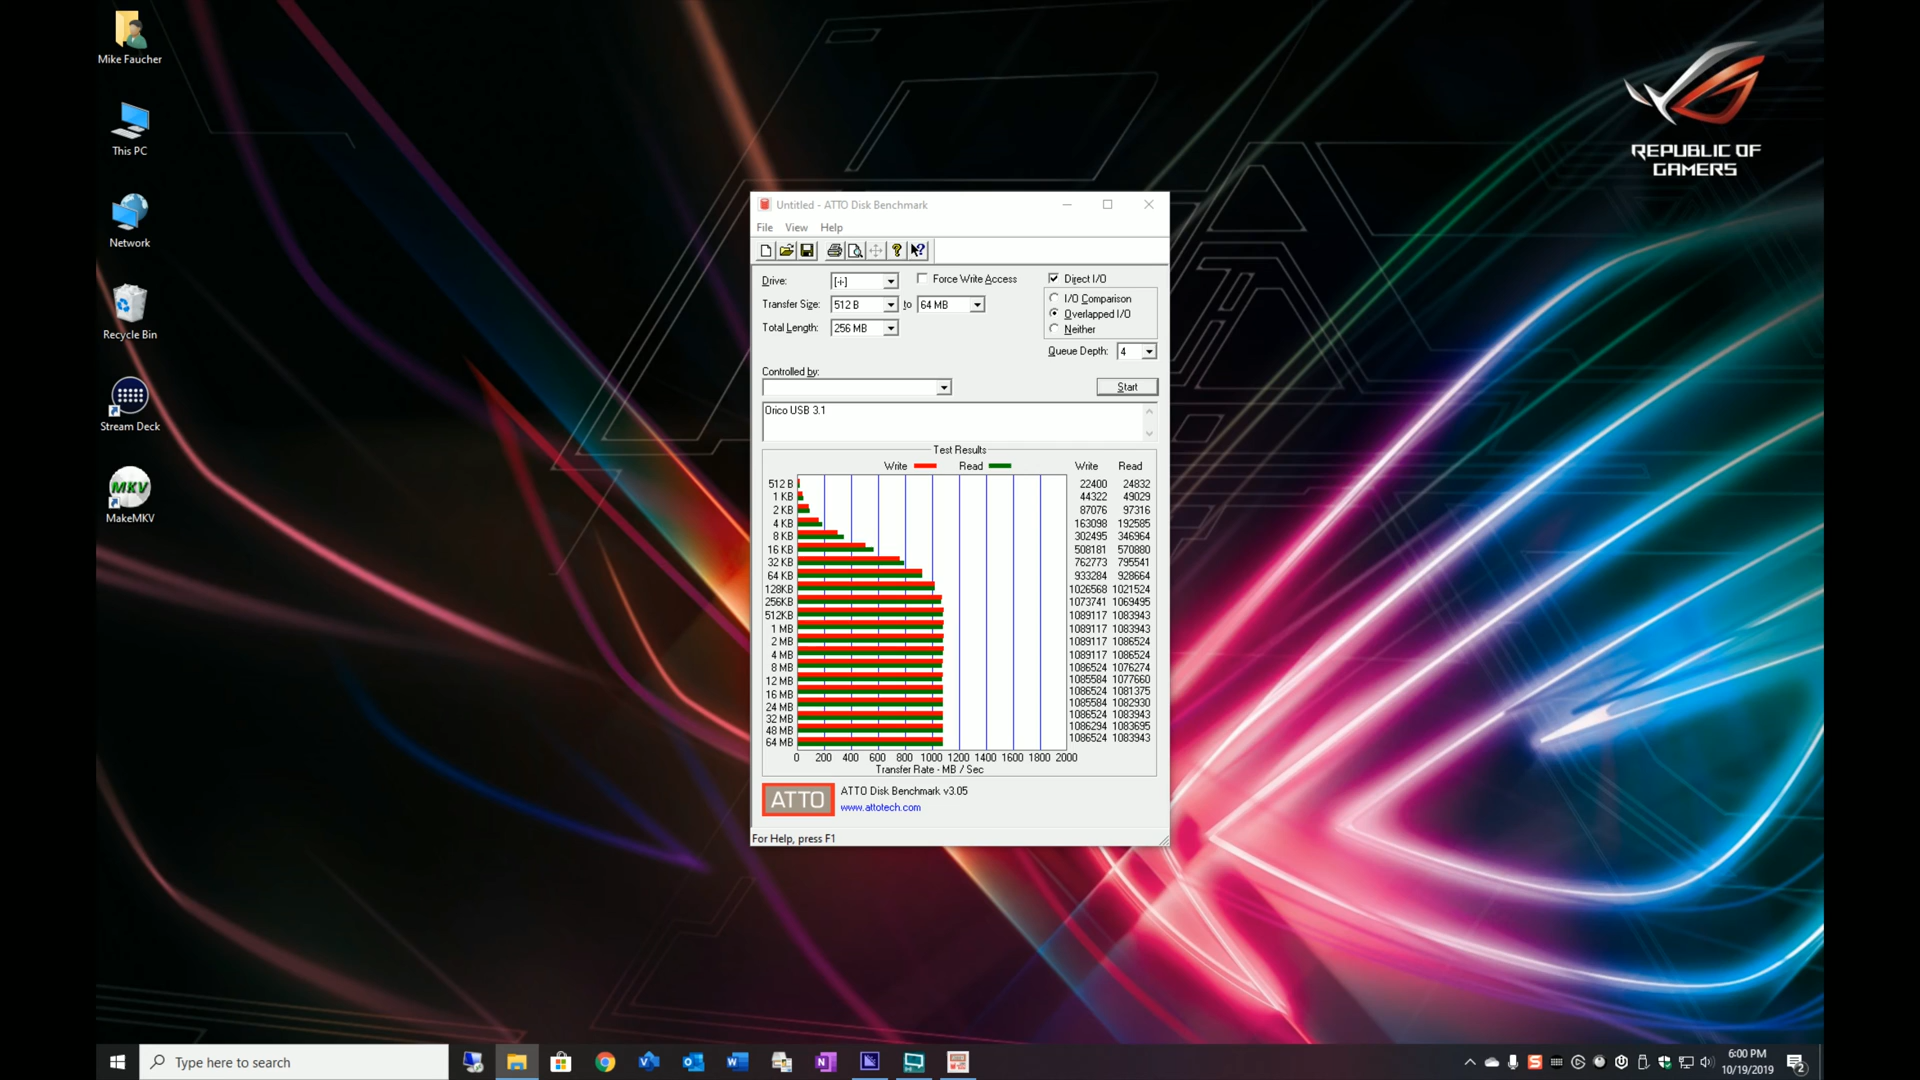 Mike Faucher
This PC
Network
Recycle Bin
Stream Deck
MKV
MakeMKV
REPUBLIC OF
GAMERS
Untitled - ATTO Disk Benchmark
File View Help
Drive: [-i-] Force Write Access Direct I/O
Transfer Size: 512 B to 64 MB
I/O Comparison
Overlapped I/O
Neither
Total Length: 256 MB
Queue Depth: 4
Controlled by:
Start
Orico USB 3.1
Test Results
Write Read Write Read
512 B 22400 24832
1 KB 44322 49029
2 KB 87076 97316
4 KB 163098 192585
8 KB 302495 346964
16 KB 508181 570880
32 KB 762773 795541
64 KB 933284 928664
128KB 1026568 1021524
256KB 1073741 1069495
512KB 1089117 1083943
1 MB 1089117 1083943
2 MB 1089117 1086524
4 MB 1089117 1086524
8 MB 1086524 1076274
12 MB 1085584 1077660
16 MB 1086524 1081375
24 MB 1085584 1082930
32 MB 1086524 1083943
48 MB 1086294 1083695
64 MB 1086524 1083943
0 200 400 600 800 1000 1200 1400 1600 1800 2000
Transfer Rate - MB / Sec
ATTO
ATTO Disk Benchmark v3.05
www.attotech.com
For Help, press F1
Type here to search
6:00 PM
10/19/2019
2